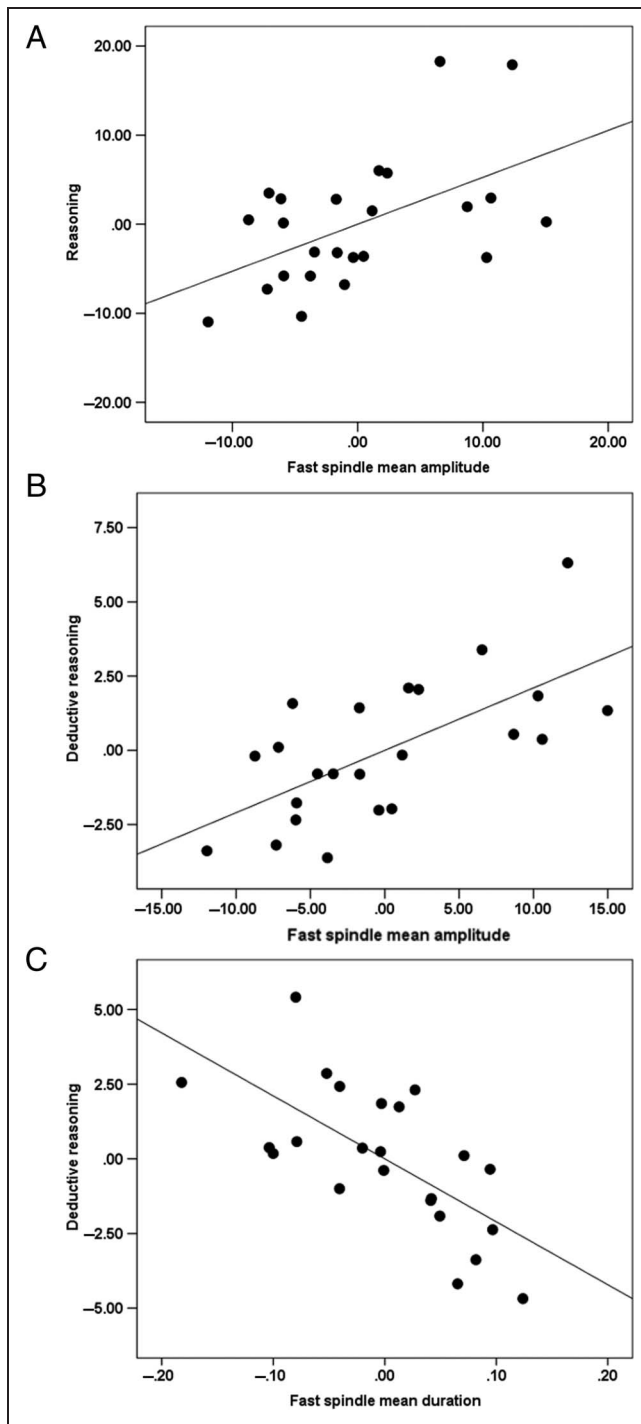 A
20.00
10.00
.00
−10.00
−20.00
Reasoning
−10.00 .00 10.00 20.00
Fast spindle mean amplitude
B
7.50
5.00
2.50
.00
−2.50
Deductive reasoning
−15.00 −10.00 −5.00 .00 5.00 10.00 15.00
Fast spindle mean amplitude
C
5.00
2.50
.00
−2.50
−5.00
Deductive reasoning
−.20 −.10 .00 .10 .20
Fast spindle mean duration